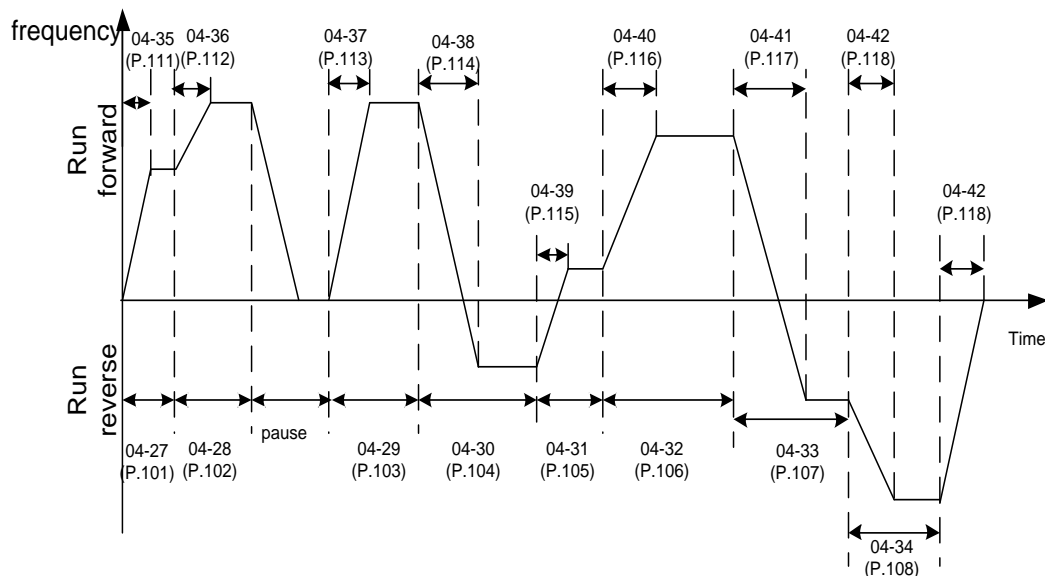 frequency
04-35
(P.111)
04-36
(P.112)
04-37
(P.113)
04-38
(P.114)
04-40
(P.116)
04-41
(P.117)
04-42
(P.118)
04-39
(P.115)
04-42
(P.118)
Run
forward
Time
Run
reverse
pause
04-27
(P.101)
04-28
(P.102)
04-29
(P.103)
04-30
(P.104)
04-31
(P.105)
04-32
(P.106)
04-33
(P.107)
04-34
(P.108)